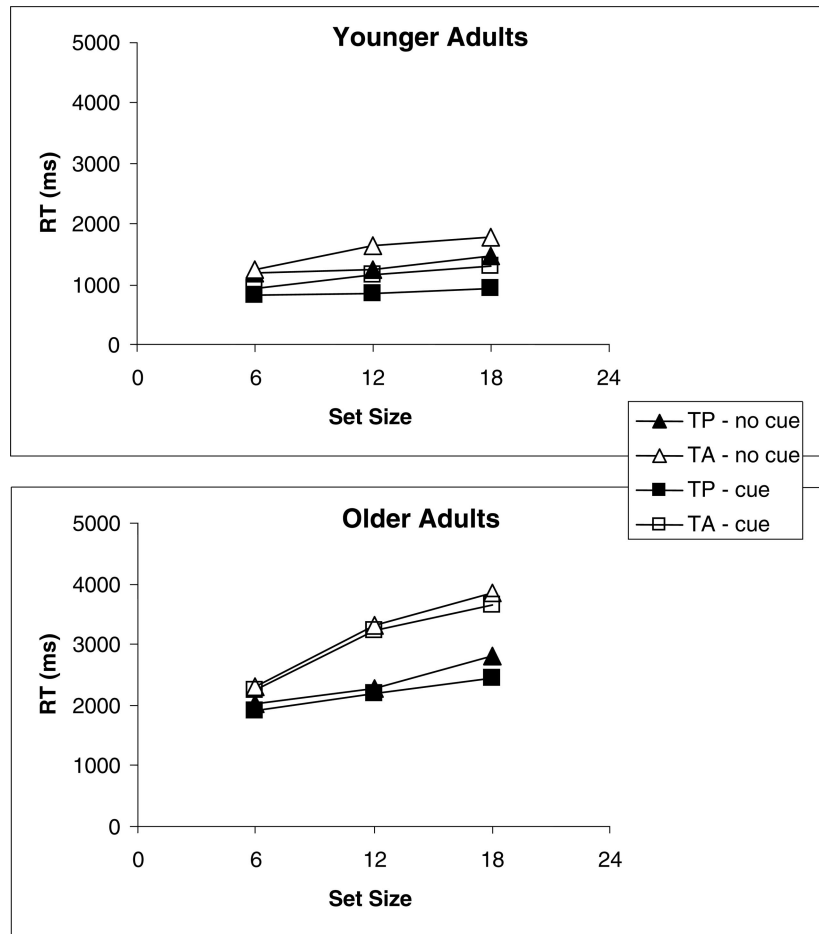 Younger Adults
5000
4000
3000
2000
1000
0
RT (ms)
0 6 12 18 24
Set Size
TP - no cue
TA - no cue
TP - cue
TA - cue
Older Adults
5000
4000
3000
2000
1000
0
RT (ms)
0 6 12 18 24
Set Size